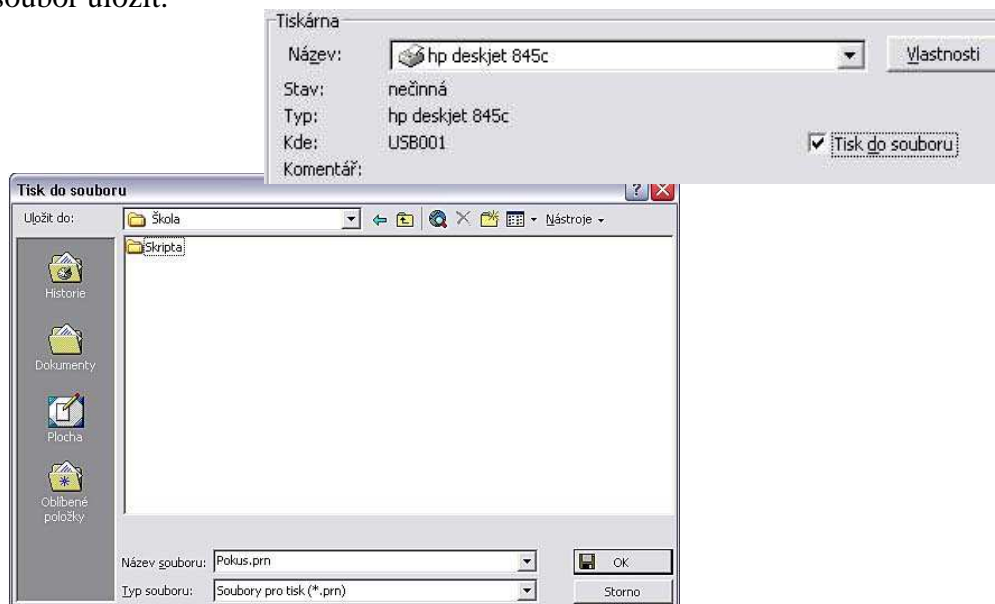 soubor uložit.
Tiskárna
Název: hp deskjet 845c Vlastnosti
Stav: nečinná
Typ: hp deskjet 845c
Kde: USB001 Tisk do souboru
Komentář:
Tisk do souboru
Uložit do: Škola Nástroje
Skripta
Historie
Dokumenty
Plocha
Oblíbené
položky
Název souboru: Pokus.prn OK
Typ souboru: Soubory pro tisk (*.prn) Storno